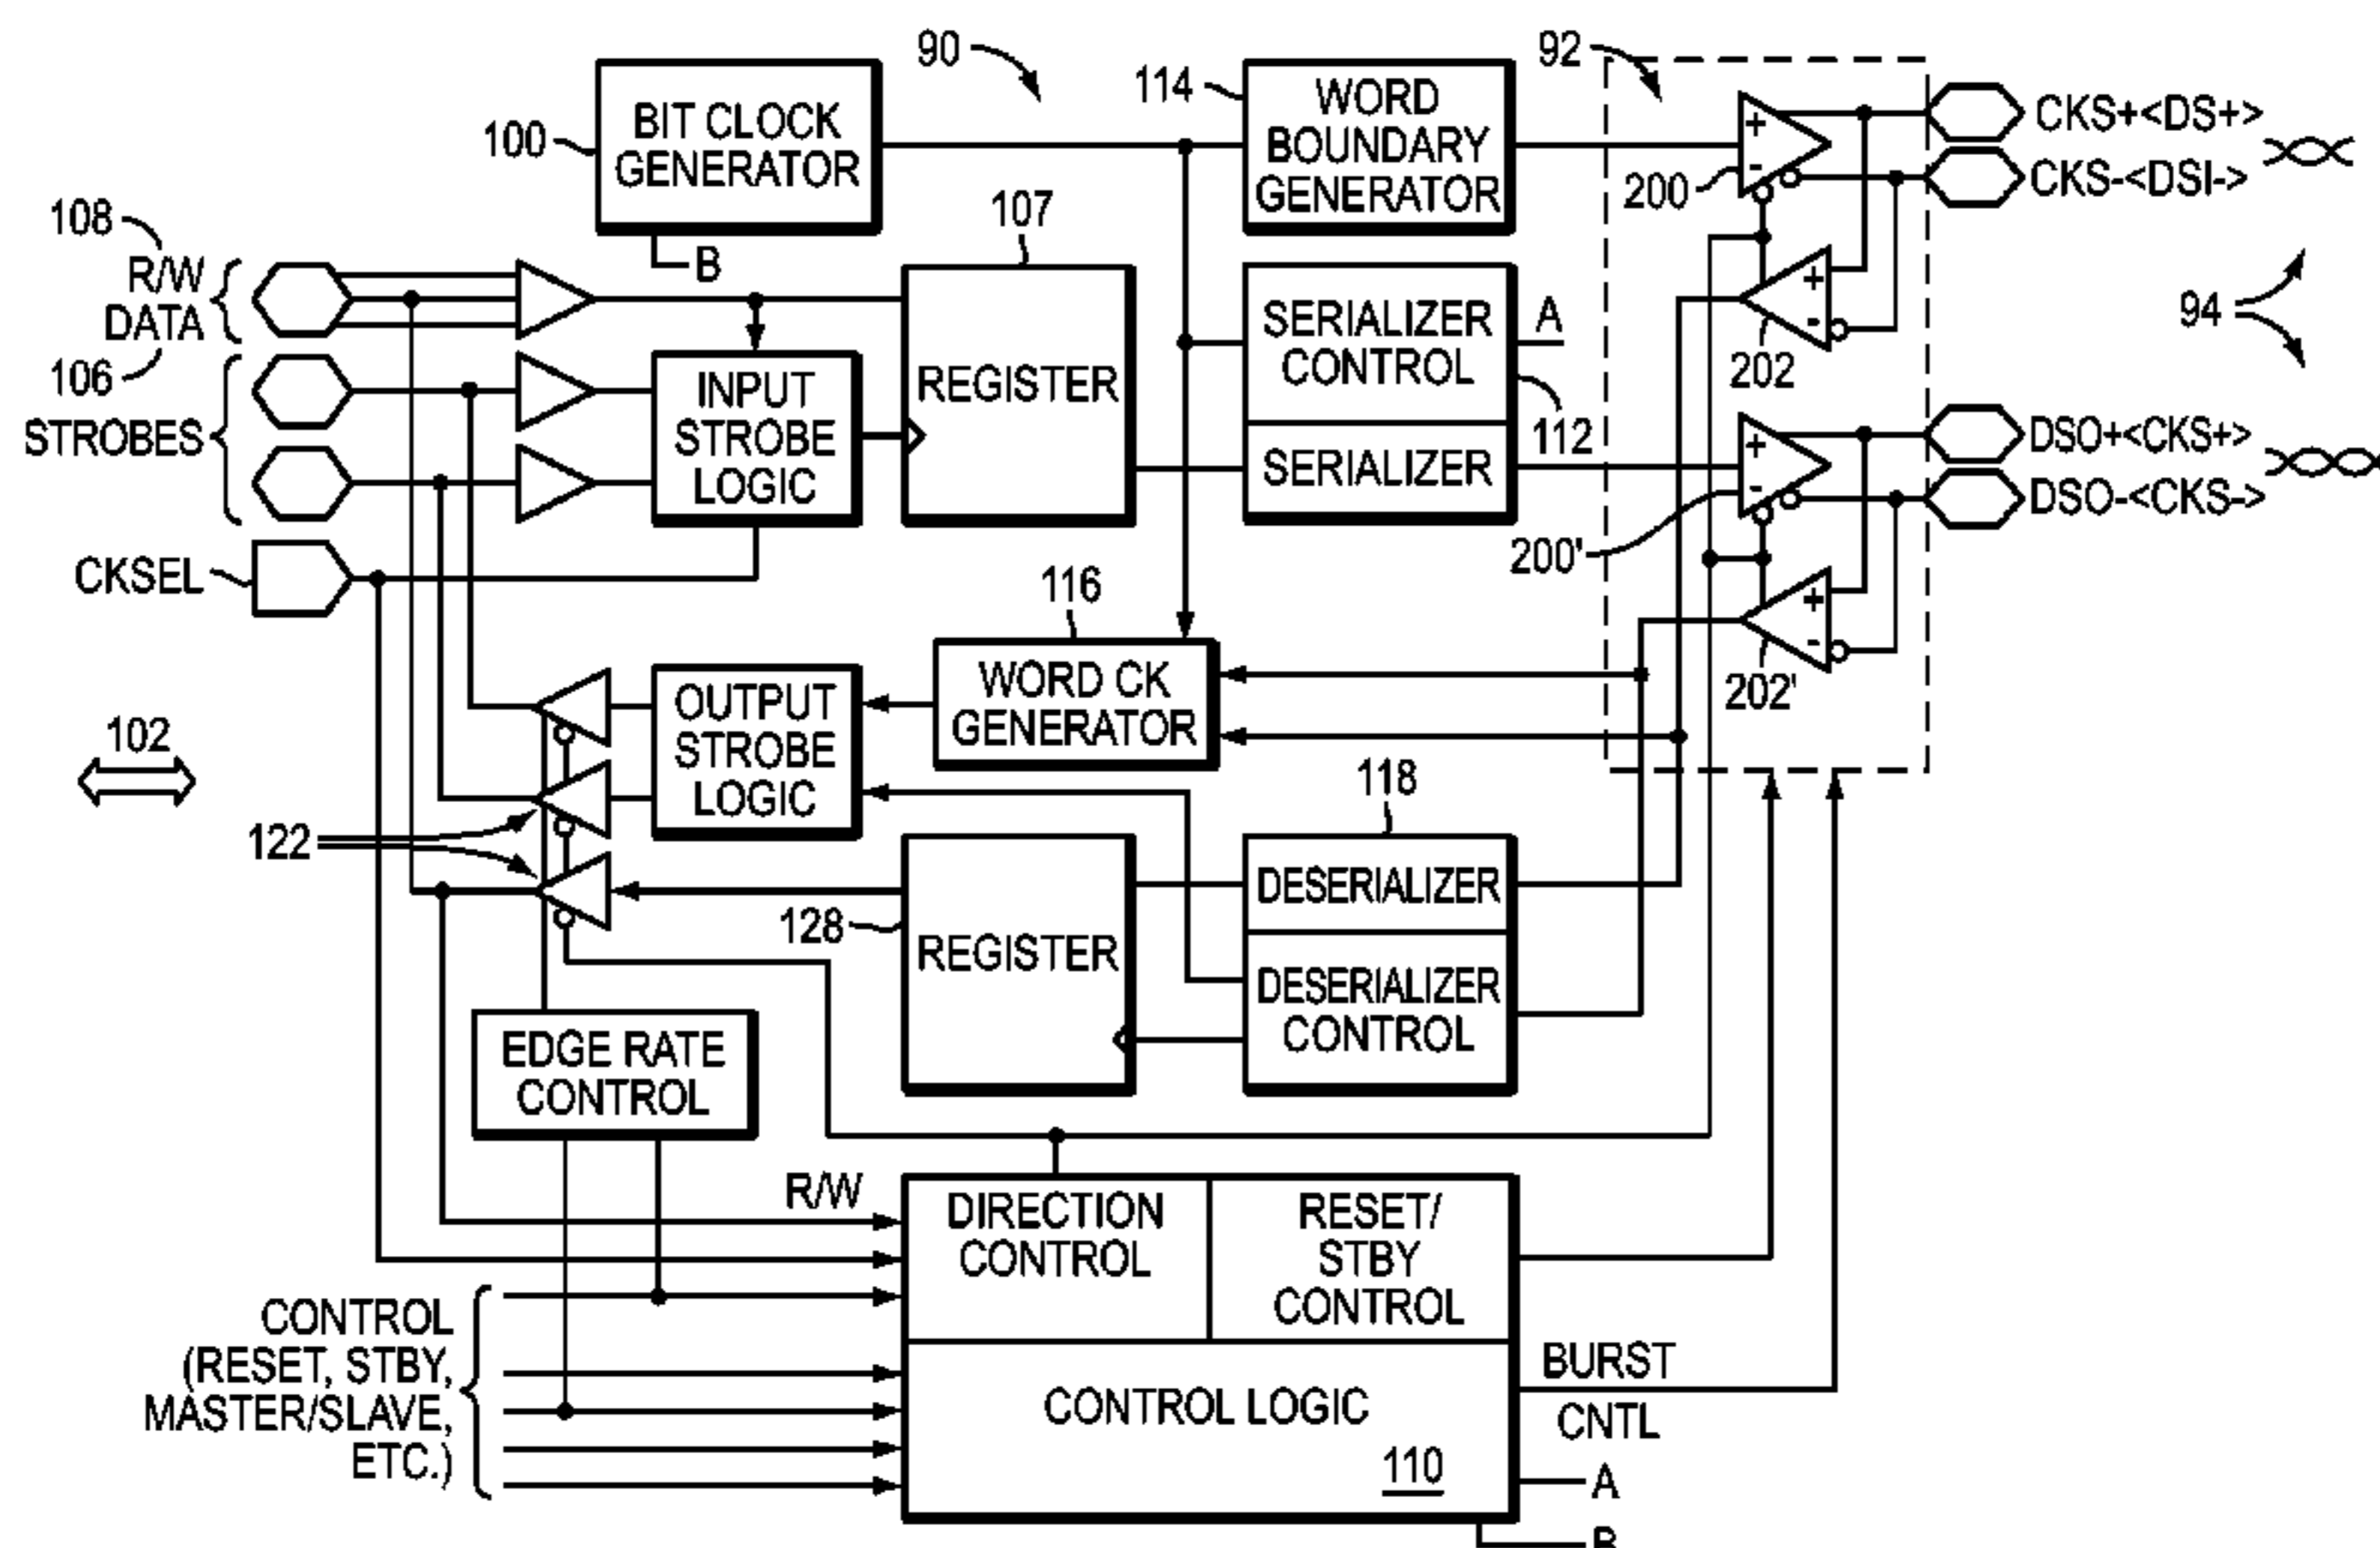 90
92
114
100
BIT CLOCK
GENERATOR
B
WORD
BOUNDARY
GENERATOR
200
CKS+<DS+>
CKS-<DSI->
94
108
R/W
DATA
106
STROBES
CKSEL
107
REGISTER
INPUT
STROBE
LOGIC
SERIALIZER
CONTROL
A
SERIALIZER
112
+
-
+
-
202
+
-
200'
DSO+<CKS+>
DSO-<CKS->
+
-
202'
116
WORD CK
GENERATOR
OUTPUT
STROBE
LOGIC
102
122
118
DESERIALIZER
DESERIALIZER
CONTROL
128
REGISTER
EDGE RATE
CONTROL
R/W
DIRECTION
CONTROL
RESET/
STBY
CONTROL
CONTROL
(RESET, STBY,
MASTER/SLAVE,
ETC.)
CONTROL LOGIC
110
BURST
CNTL
A
B